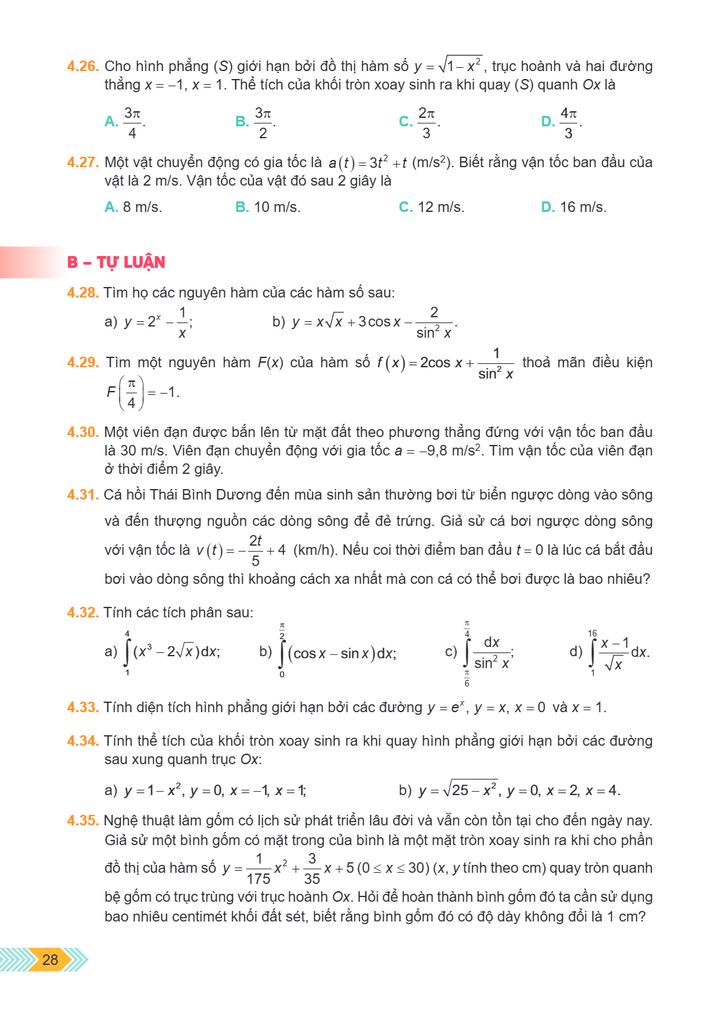 4.26. Cho hình phẳng (S) giới hạn bởi đồ thị hàm số y = √(1 − x²), trục hoành và hai đường
thẳng x = −1, x = 1. Thể tích của khối tròn xoay sinh ra khi quay (S) quanh Ox là
A. 3π/4. B. 3π/2. C. 2π/3. D. 4π/3.
4.27. Một vật chuyển động có gia tốc là a(t) = 3t² + t (m/s²). Biết rằng vận tốc ban đầu của
vật là 2 m/s. Vận tốc của vật đó sau 2 giây là
A. 8 m/s. B. 10 m/s. C. 12 m/s. D. 16 m/s.
B – TỰ LUẬN
4.28. Tìm họ các nguyên hàm của các hàm số sau:
a) y = 2ˣ − 1/x; b) y = x√x + 3cos x − 2/sin² x.
4.29. Tìm một nguyên hàm F(x) của hàm số f(x) = 2cos x + 1/sin² x thoả mãn điều kiện
F(π/4) = −1.
4.30. Một viên đạn được bắn lên từ mặt đất theo phương thẳng đứng với vận tốc ban đầu
là 30 m/s. Viên đạn chuyển động với gia tốc a = −9,8 m/s². Tìm vận tốc của viên đạn
ở thời điểm 2 giây.
4.31. Cá hồi Thái Bình Dương đến mùa sinh sản thường bơi từ biển ngược dòng vào sông
và đến thượng nguồn các dòng sông để đẻ trứng. Giả sử cá bơi ngược dòng sông
với vận tốc là v(t) = −2t/5 + 4 (km/h). Nếu coi thời điểm ban đầu t = 0 là lúc cá bắt đầu
bơi vào dòng sông thì khoảng cách xa nhất mà con cá có thể bơi được là bao nhiêu?
4.32. Tính các tích phân sau:
a) ∫₁⁴ (x³ − 2√x)dx; b) ∫₀^(π/2) (cos x − sin x)dx; c) ∫_(π/6)^(π/4) dx/sin² x; d) ∫₁¹⁶ (x − 1)/√x dx.
4.33. Tính diện tích hình phẳng giới hạn bởi các đường y = eˣ, y = x, x = 0 và x = 1.
4.34. Tính thể tích của khối tròn xoay sinh ra khi quay hình phẳng giới hạn bởi các đường
sau xung quanh trục Ox:
a) y = 1 − x², y = 0, x = −1, x = 1; b) y = √(25 − x²), y = 0, x = 2, x = 4.
4.35. Nghệ thuật làm gốm có lịch sử phát triển lâu đời và vẫn còn tồn tại cho đến ngày nay.
Giả sử một bình gốm có mặt trong của bình là một mặt tròn xoay sinh ra khi cho phần
đồ thị của hàm số y = 1/175 x² + 3/35 x + 5 (0 ≤ x ≤ 30) (x, y tính theo cm) quay tròn quanh
bệ gốm có trục trùng với trục hoành Ox. Hỏi để hoàn thành bình gốm đó ta cần sử dụng
bao nhiêu centimét khối đất sét, biết rằng bình gốm đó có độ dày không đổi là 1 cm?
28